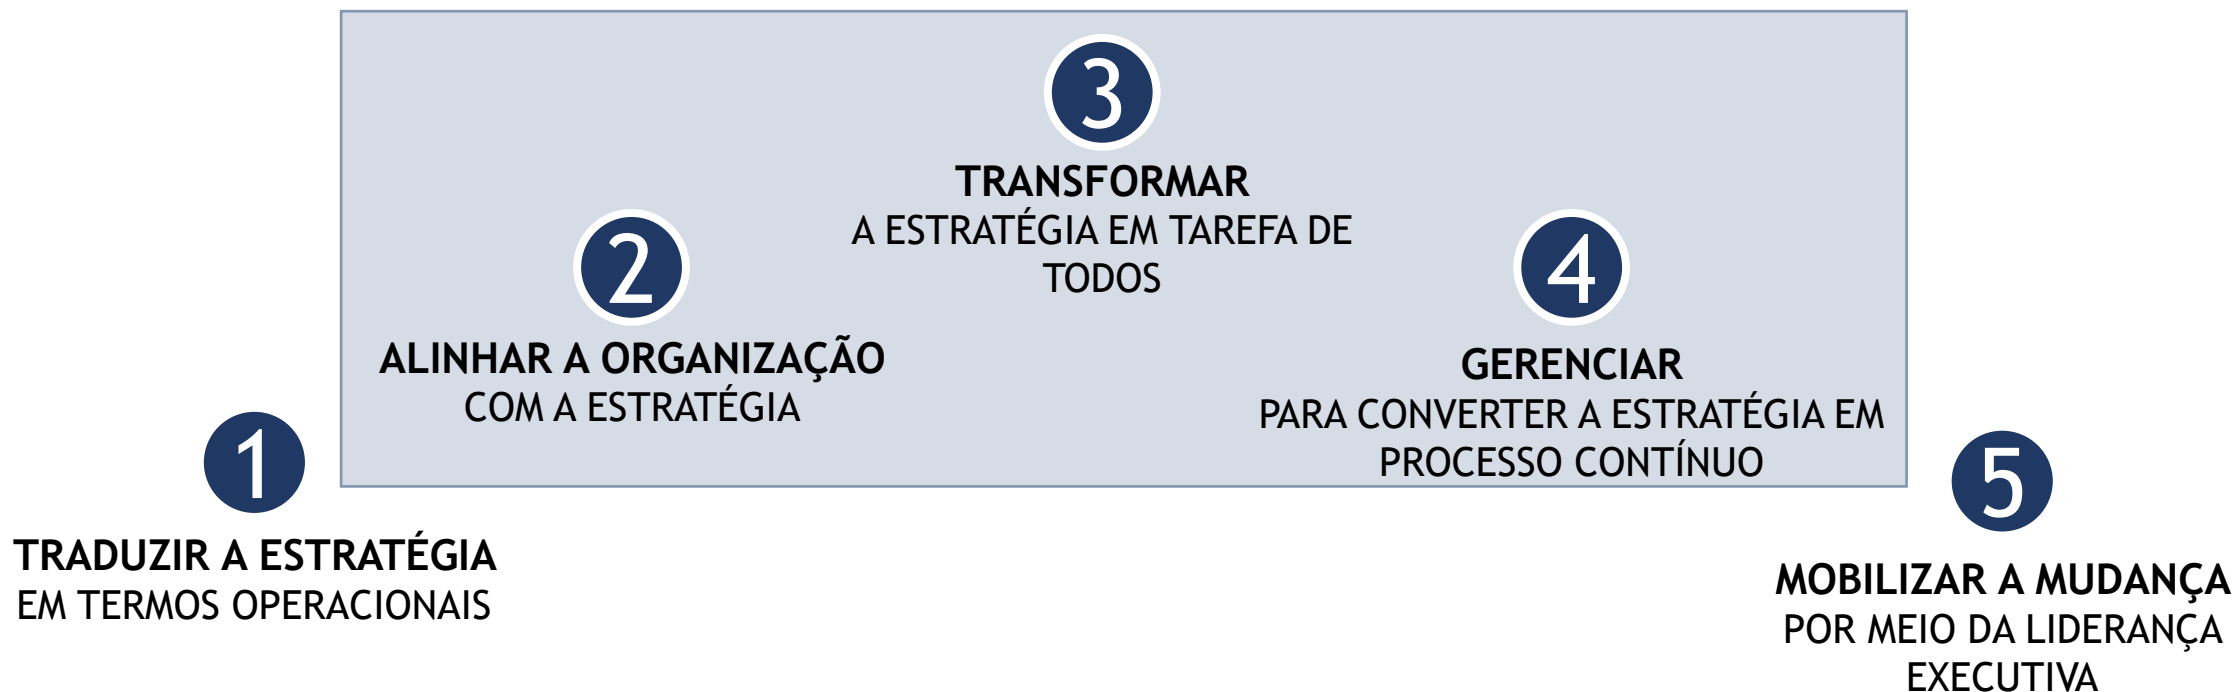 1
TRADUZIR A ESTRATÉGIA
EM TERMOS OPERACIONAIS
2
ALINHAR A ORGANIZAÇÃO
COM A ESTRATÉGIA
3
TRANSFORMAR
A ESTRATÉGIA EM TAREFA DE
TODOS
4
GERENCIAR
PARA CONVERTER A ESTRATÉGIA EM
PROCESSO CONTÍNUO
5
MOBILIZAR A MUDANÇA
POR MEIO DA LIDERANÇA
EXECUTIVA